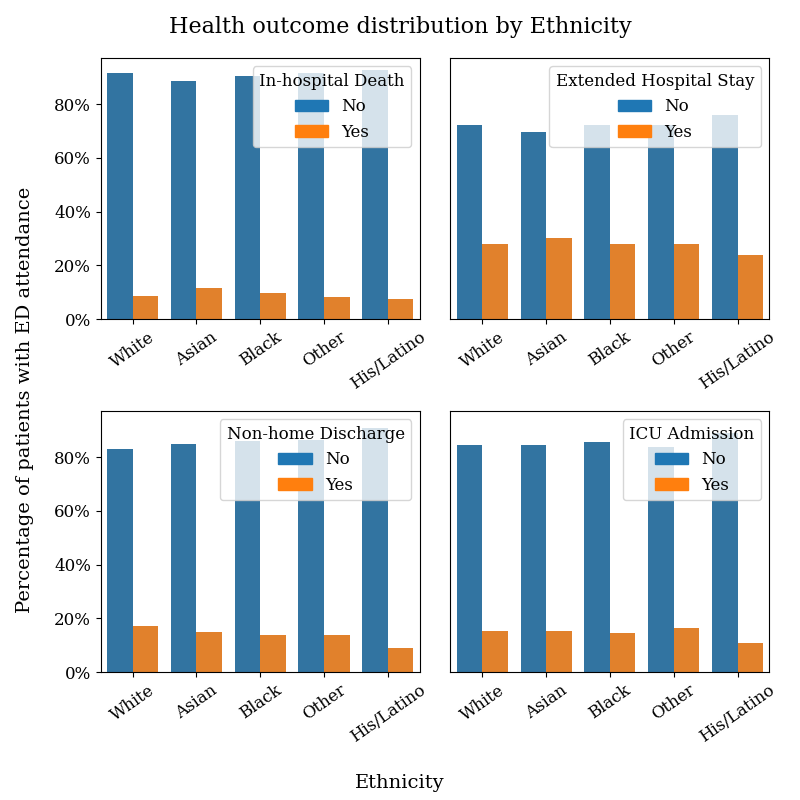 Health outcome distribution by Ethnicity
Percentage of patients with ED attendance
80%
60%
40%
20%
0%
In-hospital Death
No
Yes
White
Asian
Black
Other
His/Latino
Extended Hospital Stay
No
Yes
White
Asian
Black
Other
His/Latino
80%
60%
40%
20%
0%
Non-home Discharge
No
Yes
White
Asian
Black
Other
His/Latino
ICU Admission
No
Yes
White
Asian
Black
Other
His/Latino
Ethnicity